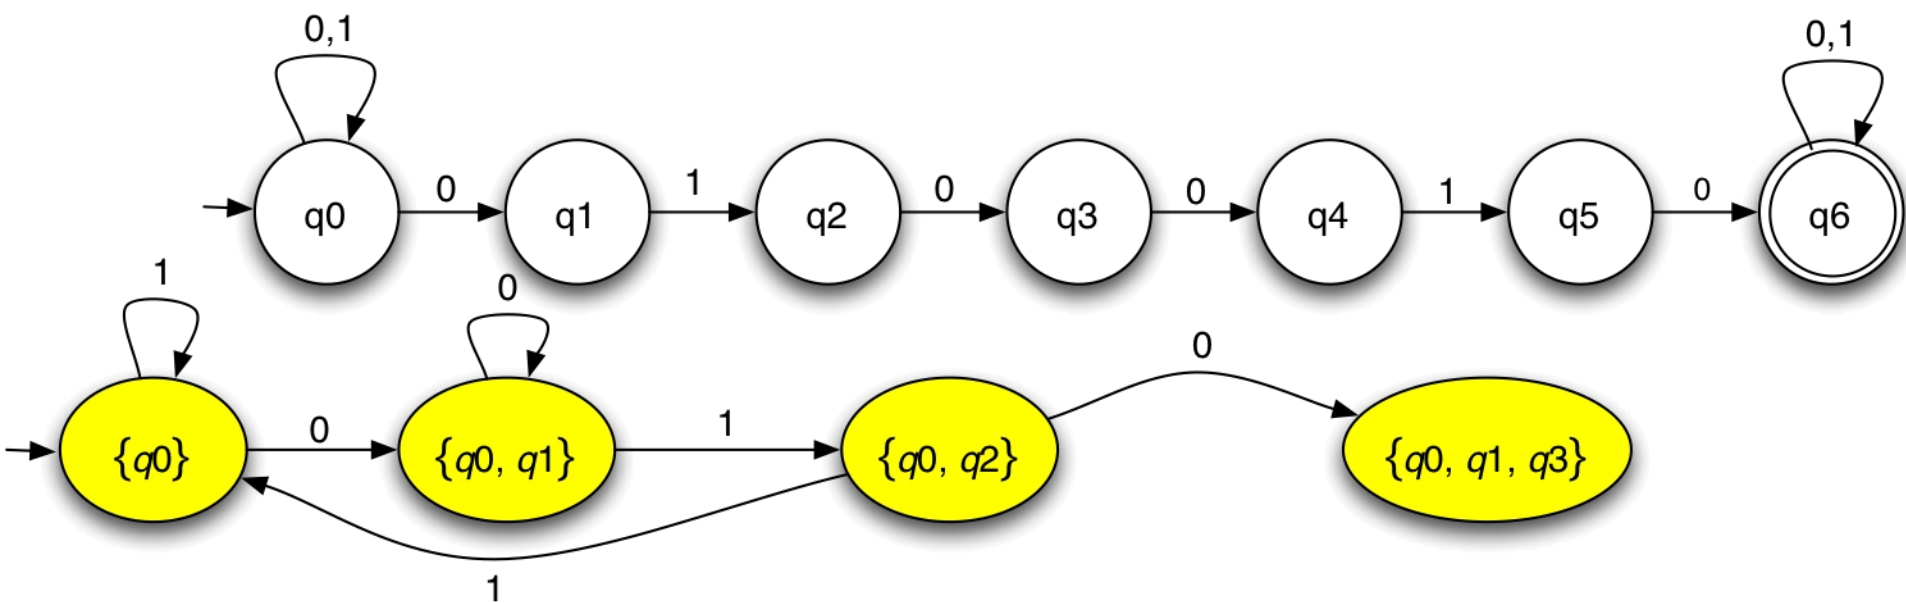 0,1 0,1
0 1 0 0 1 0
q0 q1 q2 q3 q4 q5 q6
1 0
0 1 0
{q0} {q0, q1} {q0, q2} {q0, q1, q3}
1